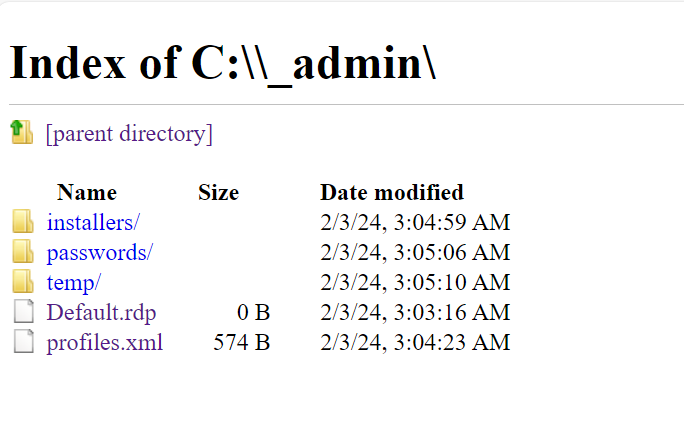 Index of C:\\_admin\
[parent directory]
Name Size Date modified
installers/ 2/3/24, 3:04:59 AM
passwords/ 2/3/24, 3:05:06 AM
temp/ 2/3/24, 3:05:10 AM
Default.rdp 0 B 2/3/24, 3:03:16 AM
profiles.xml 574 B 2/3/24, 3:04:23 AM